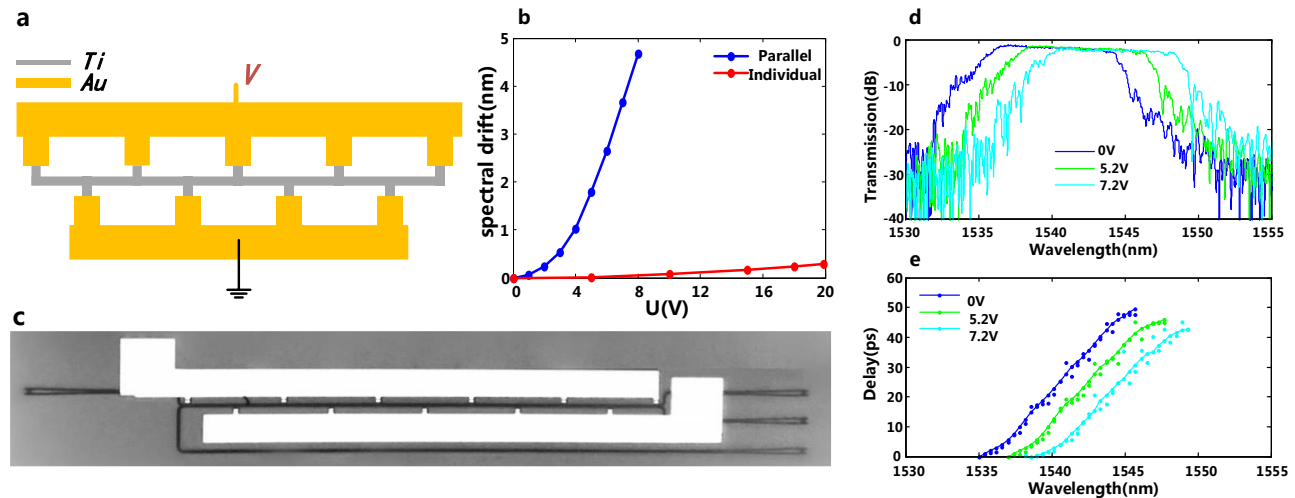 a
Ti
Au
V
b
spectral drift(nm)
5
4
3
2
1
0
Parallel
Individual
0 4 8 12 16 20
U(V)
c
d
Transmission(dB)
0
-10
-20
-30
-40
0V
5.2V
7.2V
1530 1535 1540 1545 1550 1555
Wavelength(nm)
e
Delay(ps)
60
50
40
30
20
10
0
0V
5.2V
7.2V
1530 1535 1540 1545 1550 1555
Wavelength(nm)